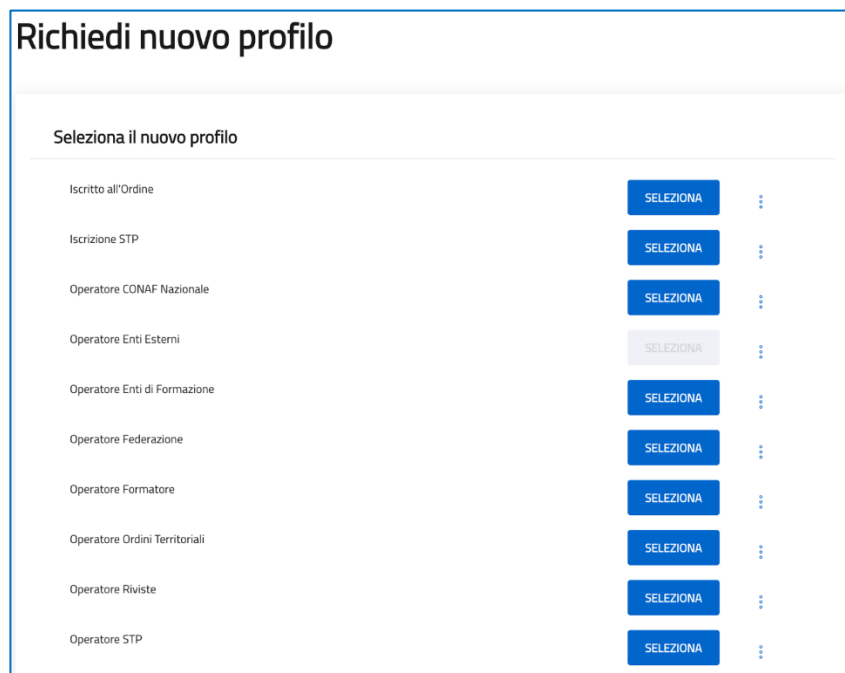 Richiedi nuovo profilo
Seleziona il nuovo profilo
Iscritto all'Ordine SELEZIONA
Iscrizione STP SELEZIONA
Operatore CONAF Nazionale SELEZIONA
Operatore Enti Esterni SELEZIONA
Operatore Enti di Formazione SELEZIONA
Operatore Federazione SELEZIONA
Operatore Formatore SELEZIONA
Operatore Ordini Territoriali SELEZIONA
Operatore Riviste SELEZIONA
Operatore STP SELEZIONA